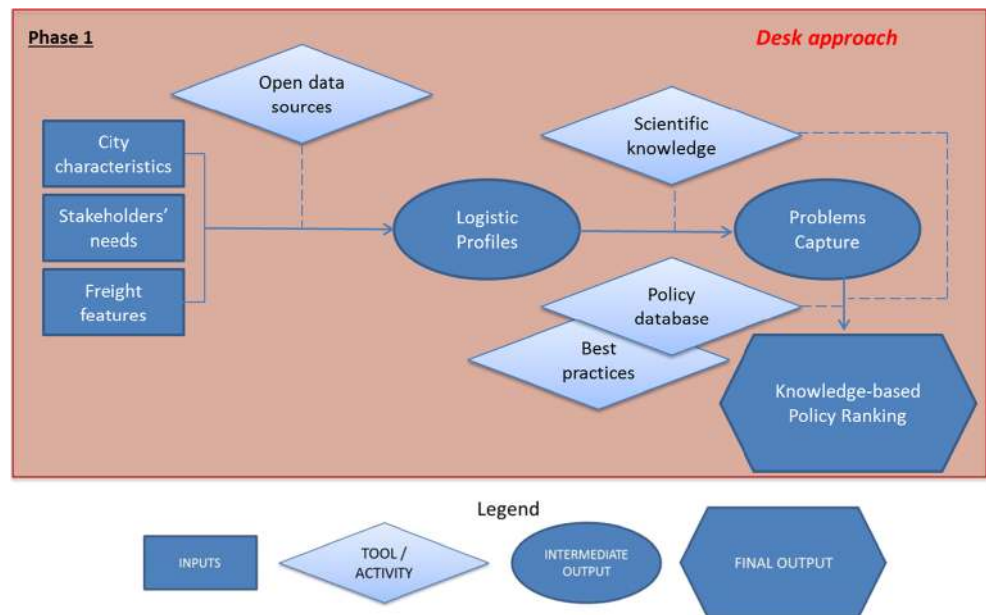 Phase 1
Desk approach
Open data
sources
City
characteristics
Stakeholders'
needs
Freight
features
Logistic
Profiles
Scientific
knowledge
Problems
Capture
Policy
database
Best
practices
Knowledge-based
Policy Ranking
Legend
INPUTS
TOOL /
ACTIVITY
INTERMEDIATE
OUTPUT
FINAL OUTPUT